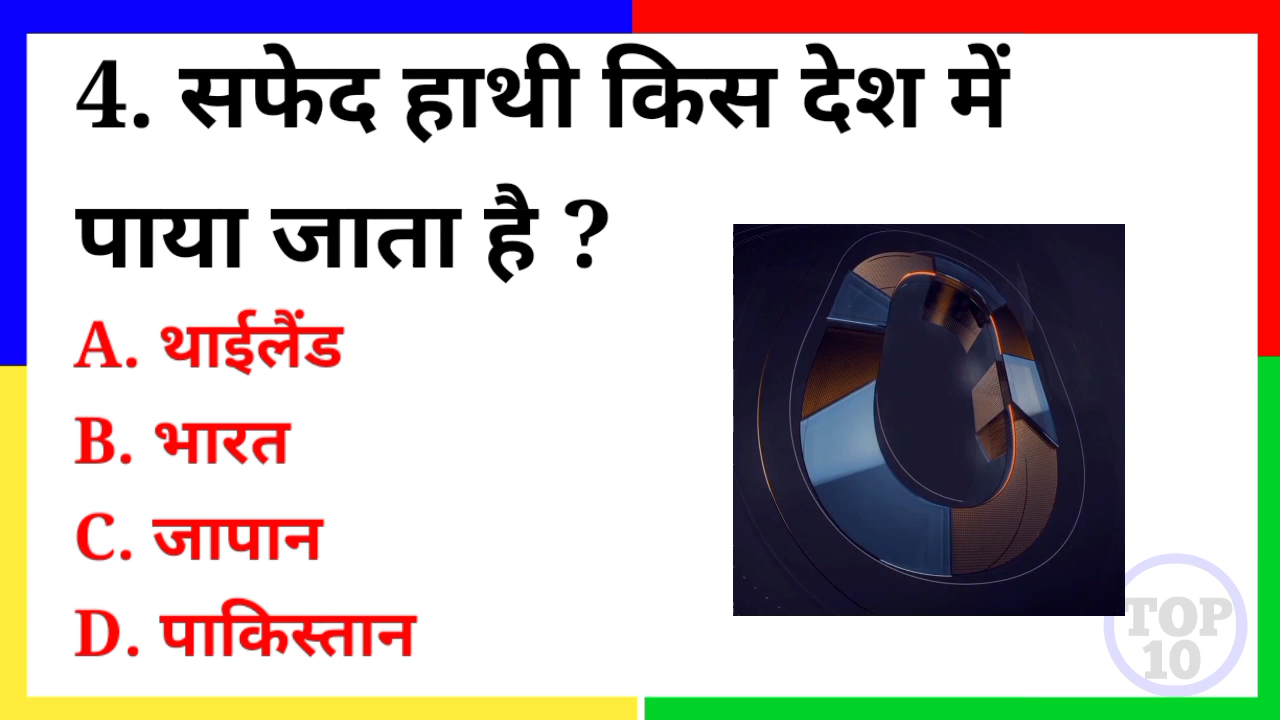 4. सफेद हाथी किस देश में
पाया जाता है ?
A. थाईलैंड
B. भारत
C. जापान
D. पाकिस्तान
TOP
10